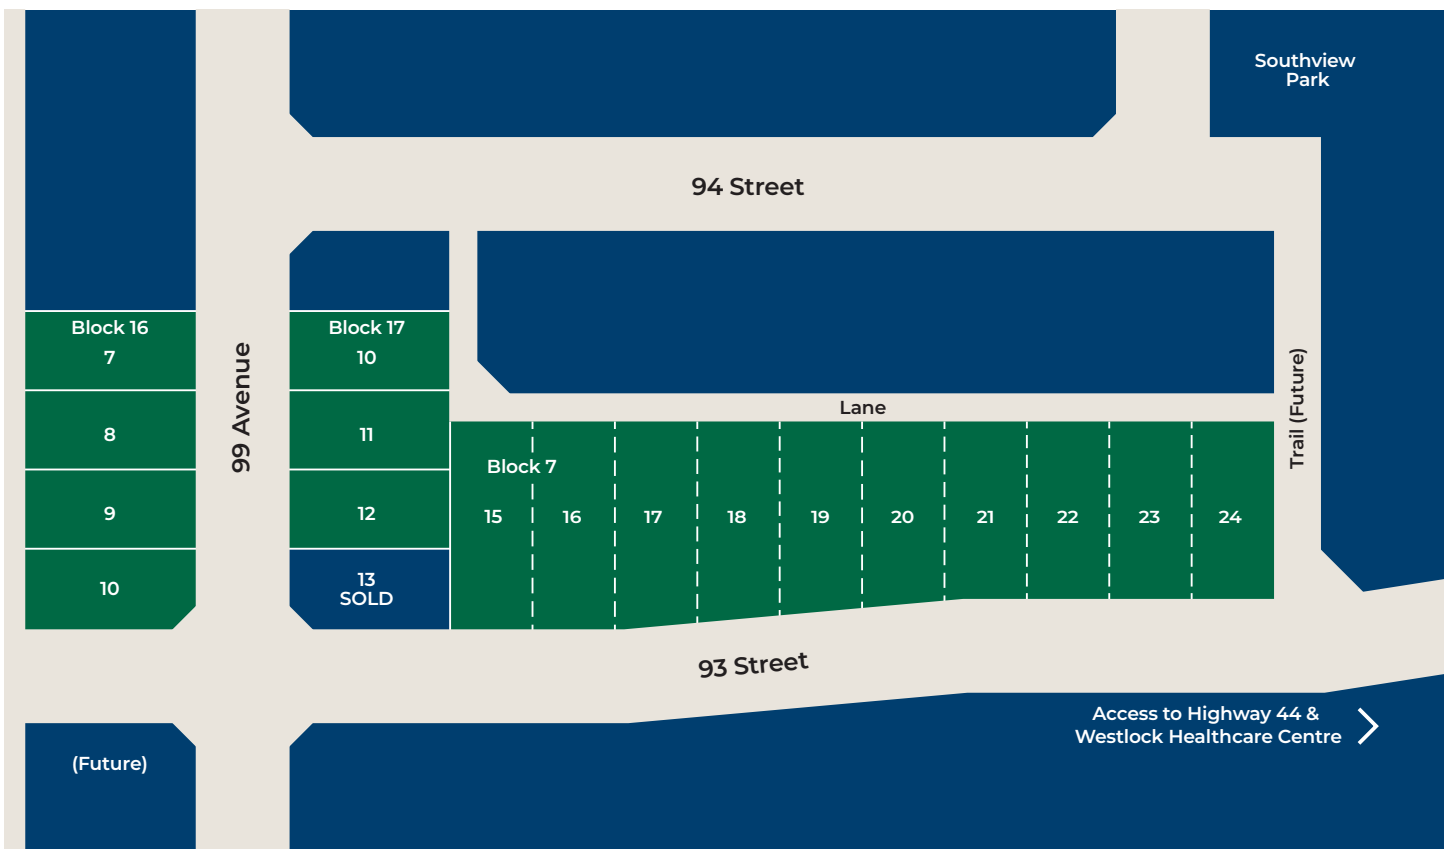 Southview
Park
94 Street
Block 16
7
8
9
10
99 Avenue
Block 17
10
11
12
13
SOLD
Lane
Block 7
15
16
17
18
19
20
21
22
23
24
Trail (Future)
93 Street
(Future)
Access to Highway 44 &
Westlock Healthcare Centre